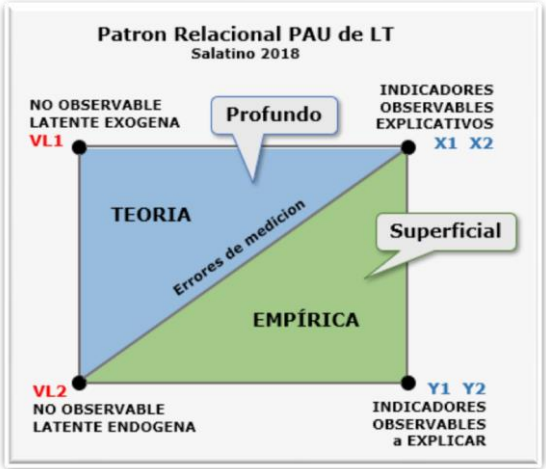 Patron Relacional PAU de LT
Salatino 2018
NO OBSERVABLE
LATENTE EXOGENA
VL1
Profundo
INDICADORES
OBSERVABLES
EXPLICATIVOS
X1 X2
TEORIA
Errores de medicion
Superficial
EMPÍRICA
VL2
NO OBSERVABLE
LATENTE ENDOGENA
Y1 Y2
INDICADORES
OBSERVABLES
a EXPLICAR